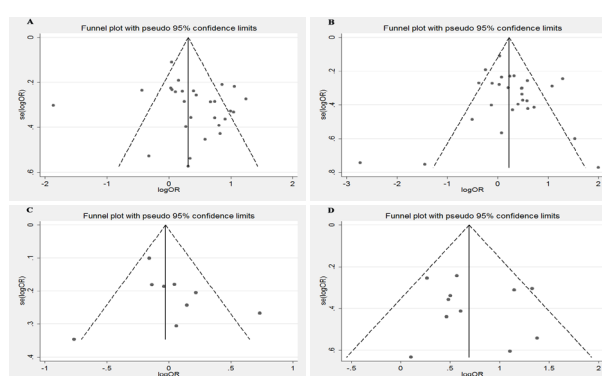 A
Funnel plot with pseudo 95% confidence limits
se(logOR)
0
.2
.4
.6
-2
-1
0
1
2
logOR
B
Funnel plot with pseudo 95% confidence limits
se(logOR)
0
.2
.4
.6
.8
-3
-2
-1
0
1
2
logOR
C
Funnel plot with pseudo 95% confidence limits
se(logOR)
0
.1
.2
.3
.4
-1
-.5
0
.5
1
logOR
D
Funnel plot with pseudo 95% confidence limits
se(logOR)
0
.2
.4
.6
-.5
0
.5
1
1.5
2
logOR